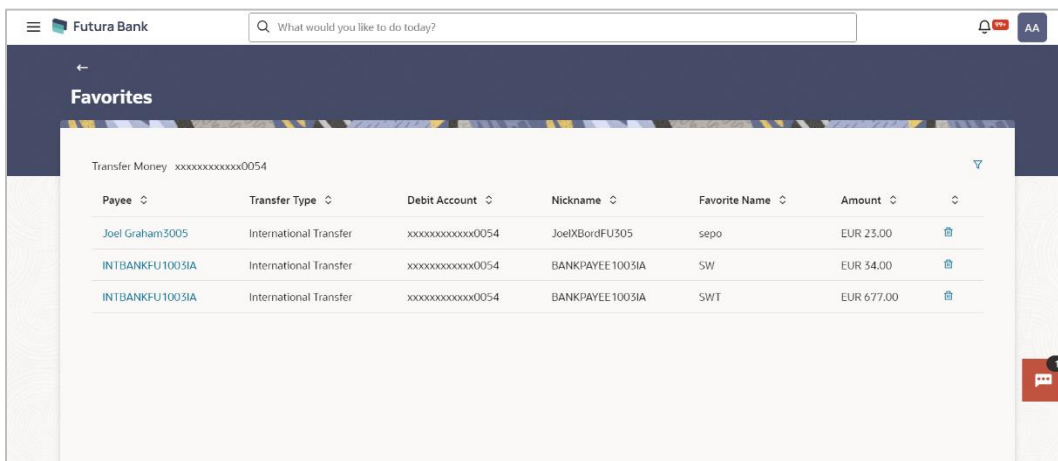 Futura Bank What would you like to do today? 99+ AA
Favorites
Transfer Money xxxxxxxxxxxx0054
Payee Transfer Type Debit Account Nickname Favorite Name Amount
Joel Graham3005 International Transfer xxxxxxxxxxxx0054 JoelXBordFU305 sepo EUR 23.00
INTBANKFU1003IA International Transfer xxxxxxxxxxxx0054 BANKPAYEE1003IA SW EUR 34.00
INTBANKFU1003IA International Transfer xxxxxxxxxxxx0054 BANKPAYEE1003IA SWT EUR 677.00